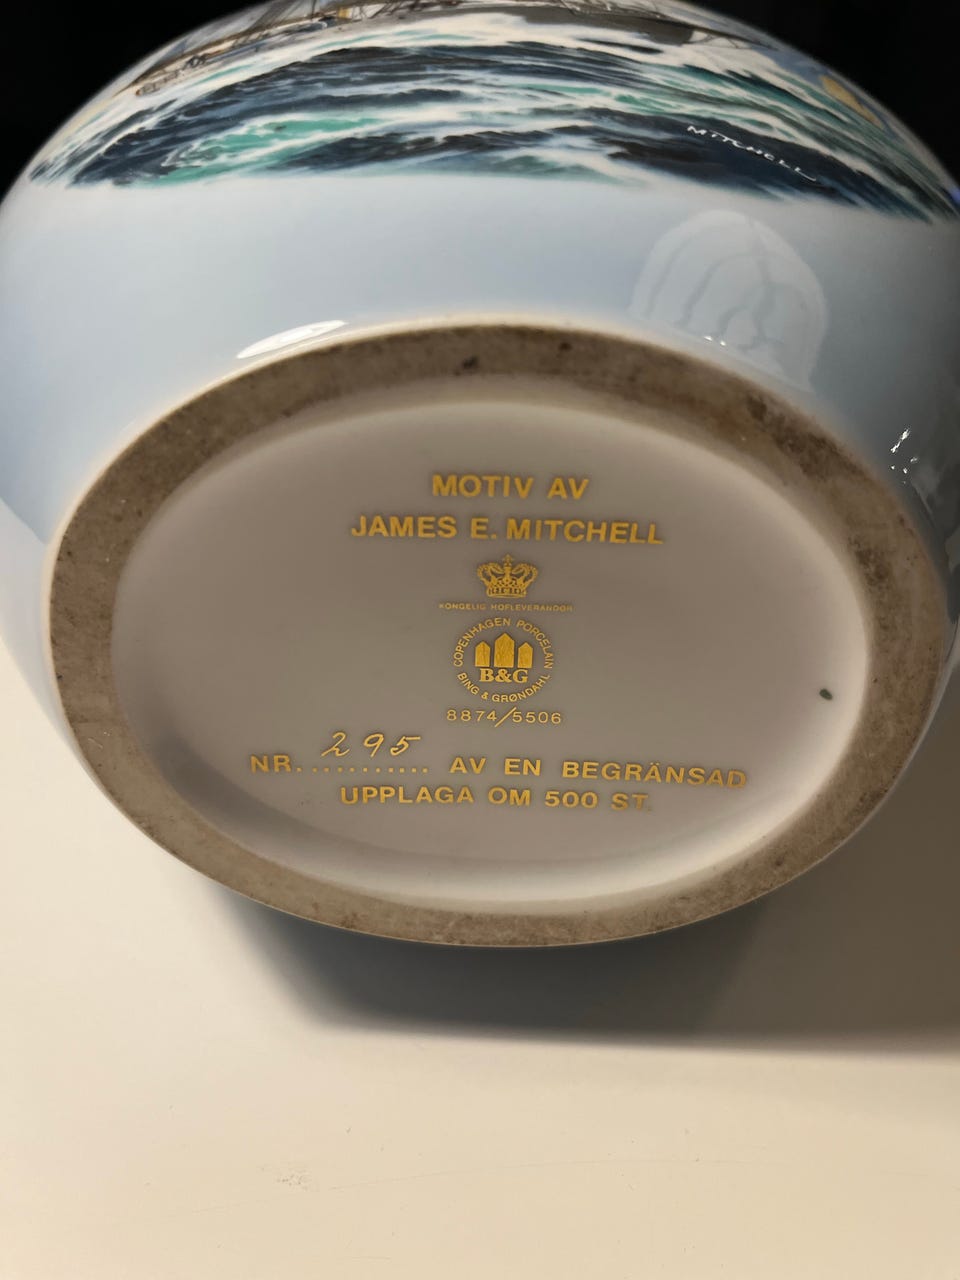 MITCHELL
MOTIV AV
JAMES E. MITCHELL
KONGELIG HOFLEVERANDØR
COPENHAGEN PORCELAIN
B&G
BING & GRØNDAHL
8874/5506
NR. 295 AV EN BEGRÄNSAD
UPPLAGA OM 500 ST.